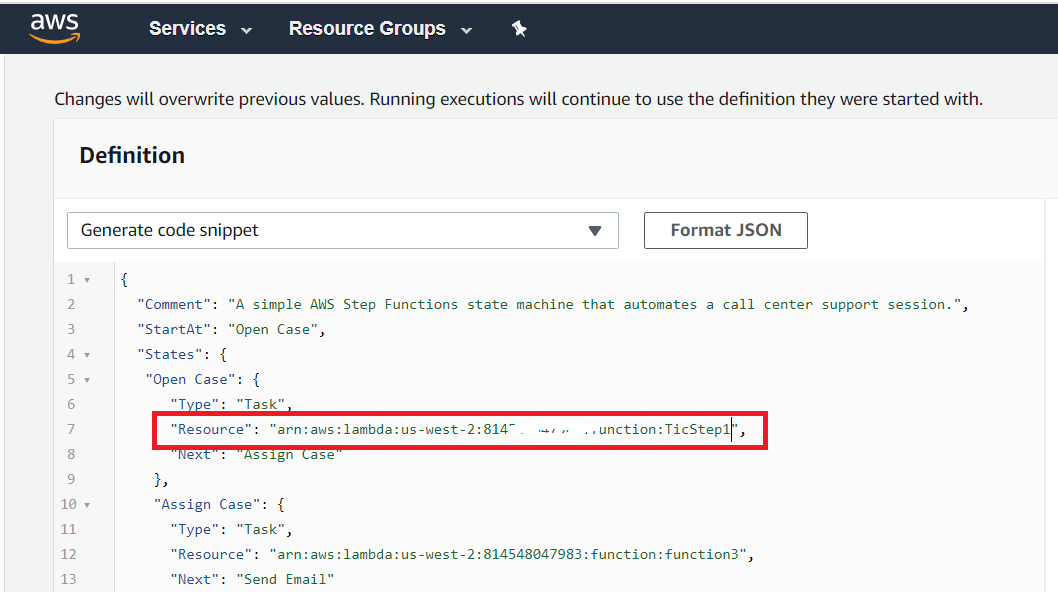 aws Services Resource Groups
Changes will overwrite previous values. Running executions will continue to use the definition they were started with.
Definition
Generate code snippet Format JSON
1 {
2 "Comment": "A simple AWS Step Functions state machine that automates a call center support session.",
3 "StartAt": "Open Case",
4 "States": {
5 "Open Case": {
6 "Type": "Task",
7 "Resource": "arn:aws:lambda:us-west-2:814 function:TicStep1",
8 "Next": "Assign Case"
9 },
10 "Assign Case": {
11 "Type": "Task",
12 "Resource": "arn:aws:lambda:us-west-2:814548047983:function:function3",
13 "Next": "Send Email"